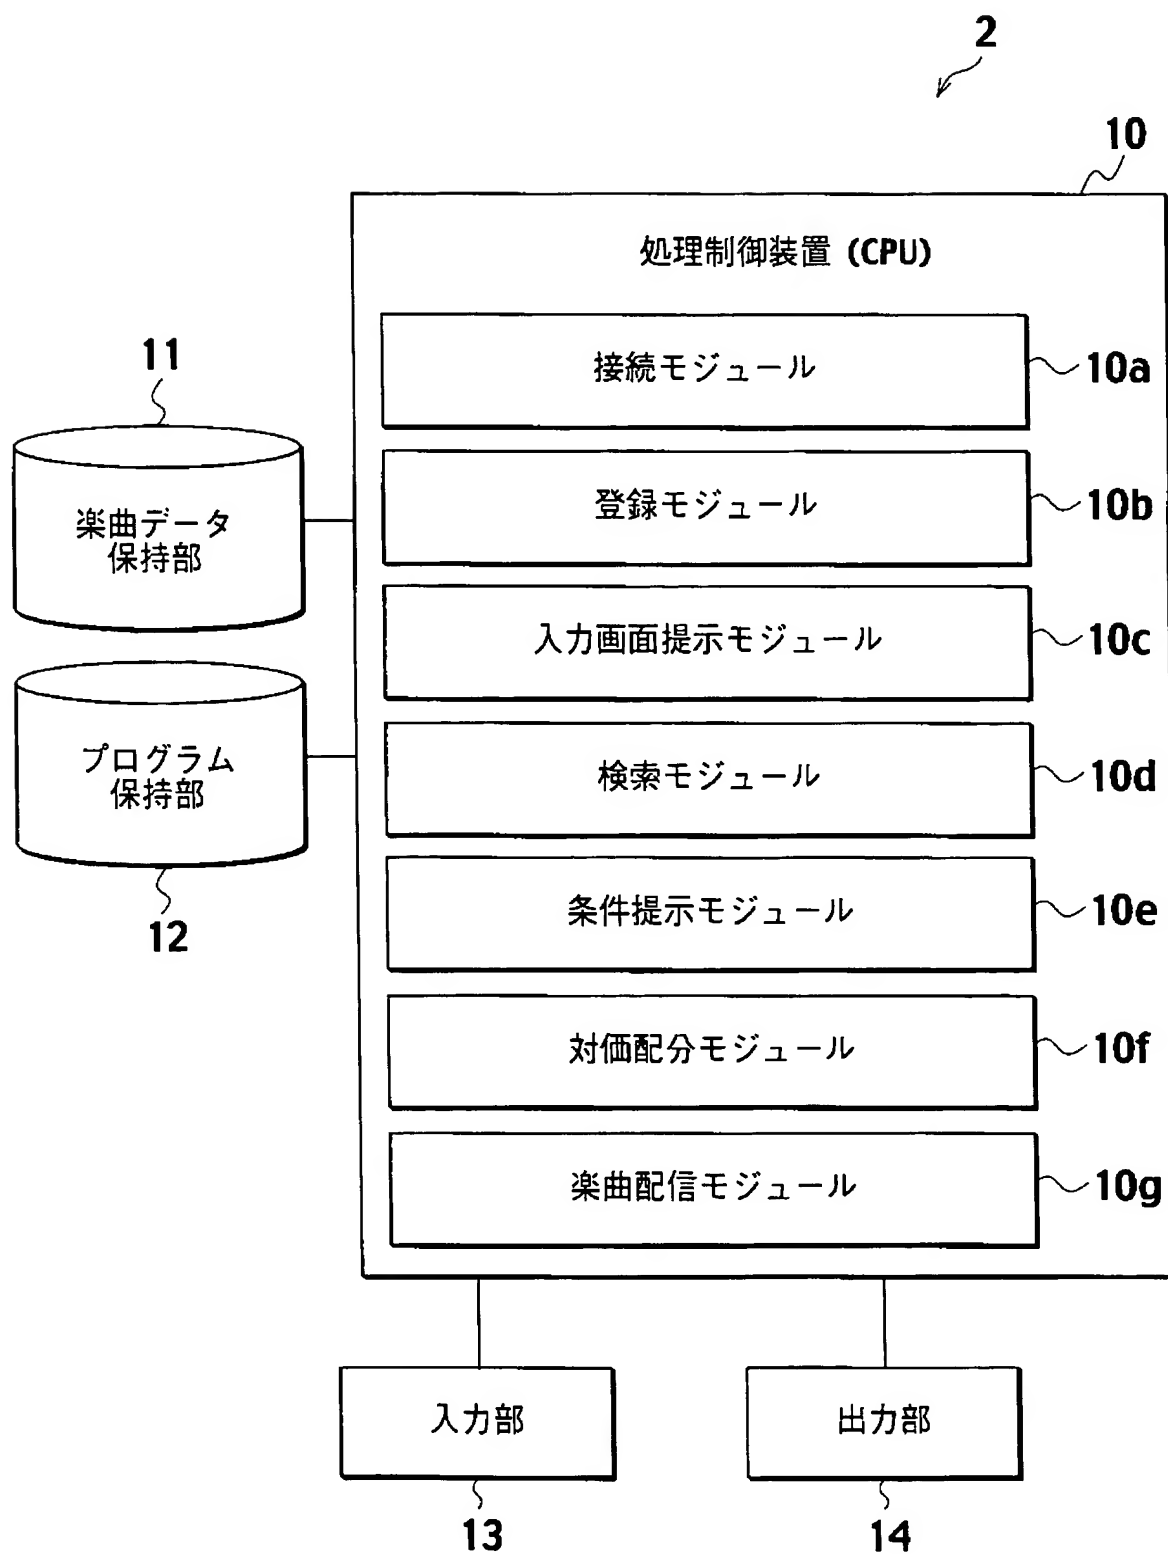 2
10
処理制御装置 (CPU)
接続モジュール
10a
11
楽曲データ
保持部
登録モジュール
10b
入力画面提示モジュール
10c
プログラム
保持部
12
検索モジュール
10d
条件提示モジュール
10e
対価配分モジュール
10f
楽曲配信モジュール
10g
入力部
13
出力部
14